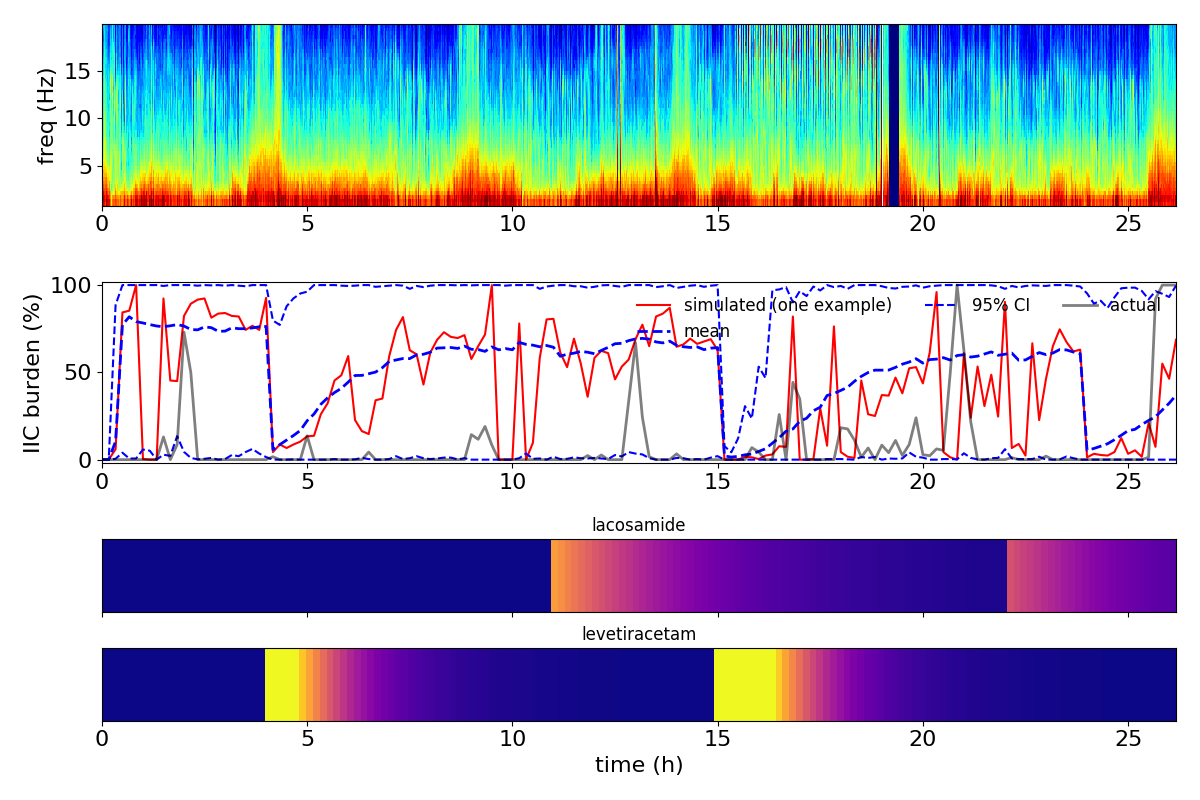 freq (Hz)
15
10
5
0 5 10 15 20 25
IIC burden (%)
100
50
0
simulated (one example) 95% CI actual
mean
0 5 10 15 20 25
lacosamide
levetiracetam
0 5 10 15 20 25
time (h)